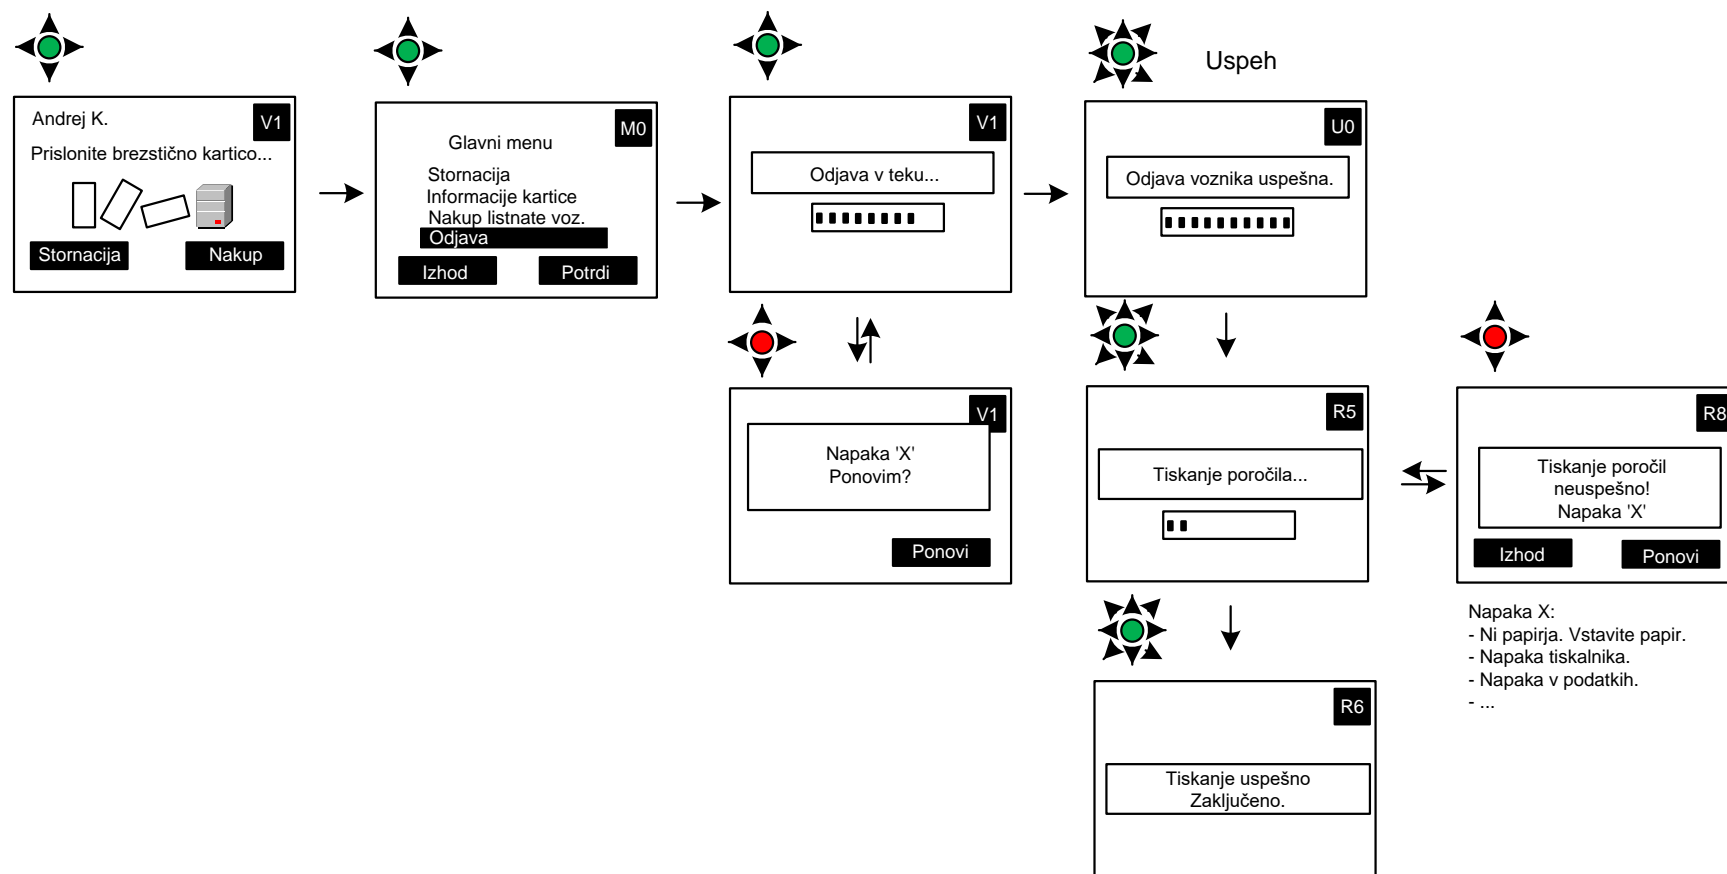 Uspeh
Andrej K.
V1
Prislonite brezstično kartico...
Stornacija
Nakup
M0
Glavni menu
Stornacija
Informacije kartice
Nakup listnate voz.
Odjava
Izhod
Potrdi
V1
Odjava v teku...
U0
Odjava voznika uspešna.
V1
Napaka 'X'
Ponovim?
Ponovi
R5
Tiskanje poročila...
R8
Tiskanje poročil
neuspešno!
Napaka 'X'
Izhod
Ponovi
Napaka X:
- Ni papirja. Vstavite papir.
- Napaka tiskalnika.
- Napaka v podatkih.
- ...
R6
Tiskanje uspešno
Zaključeno.